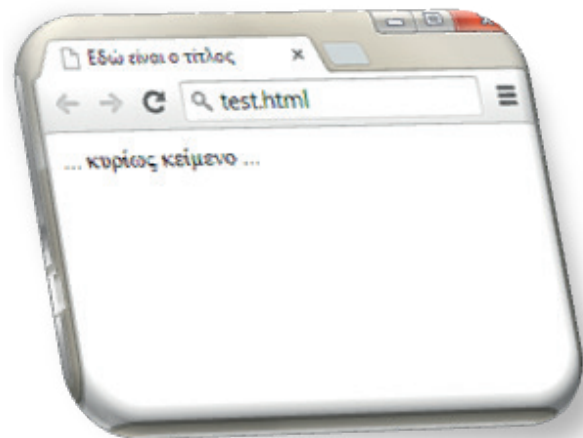 Εδώ είναι ο τίτλος
test.html
... κυρίως κείμενο ...